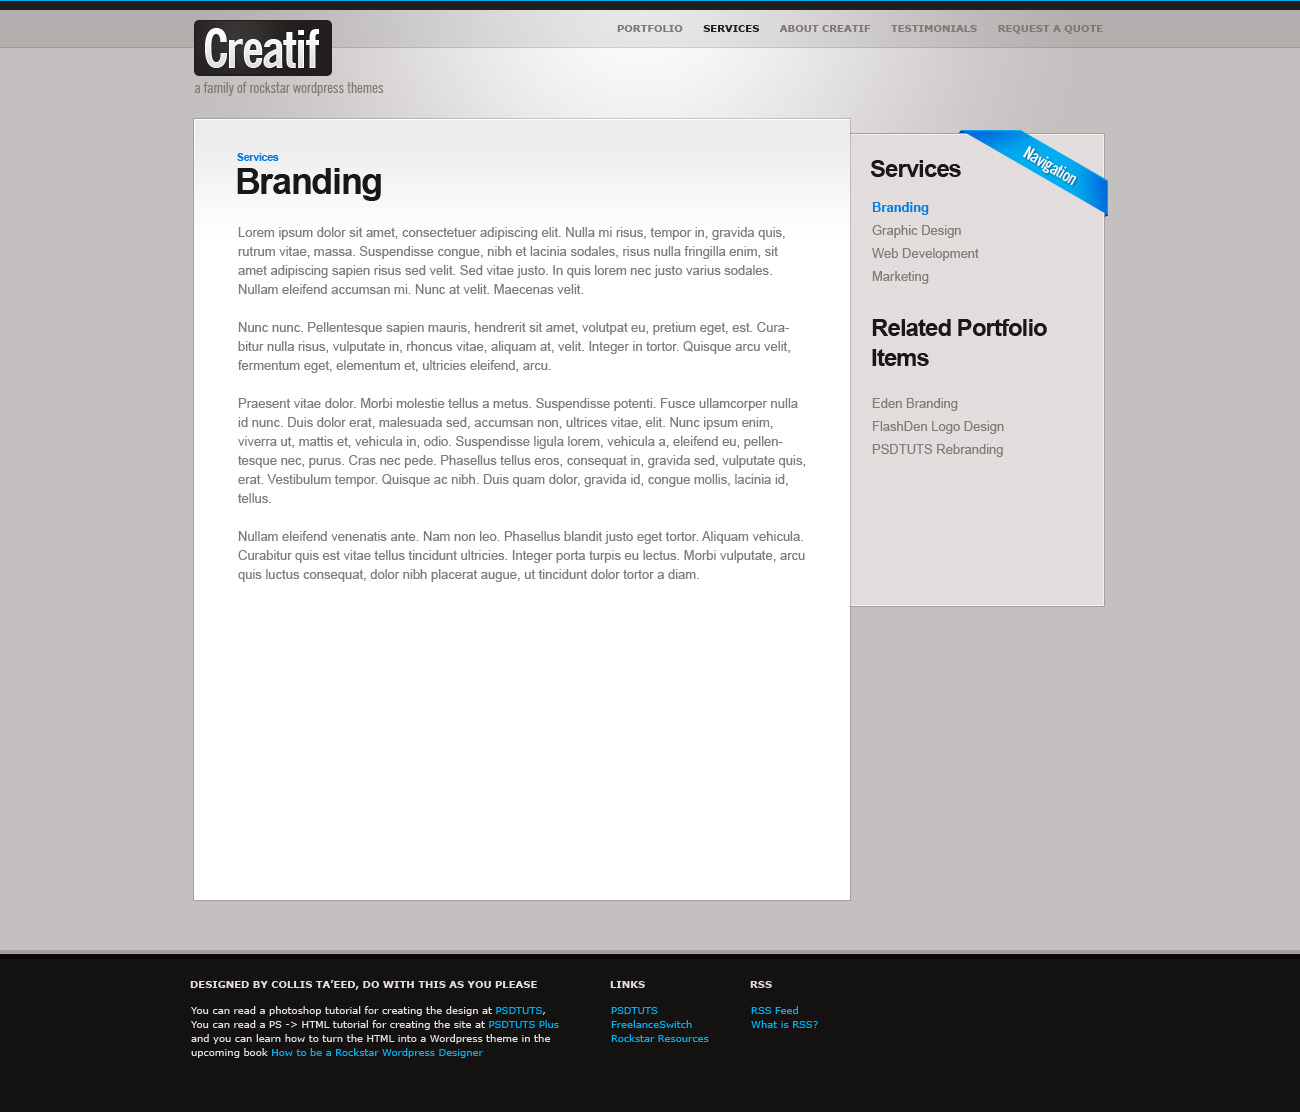 Creatif
a family of rockstar wordpress themes
PORTFOLIO SERVICES ABOUT CREATIF TESTIMONIALS REQUEST A QUOTE
Services
Branding
Lorem ipsum dolor sit amet, consectetuer adipiscing elit. Nulla mi risus, tempor in, gravida quis,
rutrum vitae, massa. Suspendisse congue, nibh et lacinia sodales, risus nulla fringilla enim, sit
amet adipiscing sapien risus sed velit. Sed vitae justo. In quis lorem nec justo varius sodales.
Nullam eleifend accumsan mi. Nunc at velit. Maecenas velit.
Nunc nunc. Pellentesque sapien mauris, hendrerit sit amet, volutpat eu, pretium eget, est. Cura-
bitur nulla risus, vulputate in, rhoncus vitae, aliquam at, velit. Integer in tortor. Quisque arcu velit,
fermentum eget, elementum et, ultricies eleifend, arcu.
Praesent vitae dolor. Morbi molestie tellus a metus. Suspendisse potenti. Fusce ullamcorper nulla
id nunc. Duis dolor erat, malesuada sed, accumsan non, ultrices vitae, elit. Nunc ipsum enim,
viverra ut, mattis et, vehicula in, odio. Suspendisse ligula lorem, vehicula a, eleifend eu, pellen-
tesque nec, purus. Cras nec pede. Phasellus tellus eros, consequat in, gravida sed, vulputate quis,
erat. Vestibulum tempor. Quisque ac nibh. Duis quam dolor, gravida id, congue mollis, lacinia id,
tellus.
Nullam eleifend venenatis ante. Nam non leo. Phasellus blandit justo eget tortor. Aliquam vehicula.
Curabitur quis est vitae tellus tincidunt ultricies. Integer porta turpis eu lectus. Morbi vulputate, arcu
quis luctus consequat, dolor nibh placerat augue, ut tincidunt dolor tortor a diam.
Navigation
Services
Branding
Graphic Design
Web Development
Marketing
Related Portfolio
Items
Eden Branding
FlashDen Logo Design
PSDTUTS Rebranding
DESIGNED BY COLLIS TA’EED, DO WITH THIS AS YOU PLEASE
You can read a photoshop tutorial for creating the design at PSDTUTS,
You can read a PS -> HTML tutorial for creating the site at PSDTUTS Plus
and you can learn how to turn the HTML into a Wordpress theme in the
upcoming book How to be a Rockstar Wordpress Designer
LINKS
PSDTUTS
FreelanceSwitch
Rockstar Resources
RSS
RSS Feed
What is RSS?